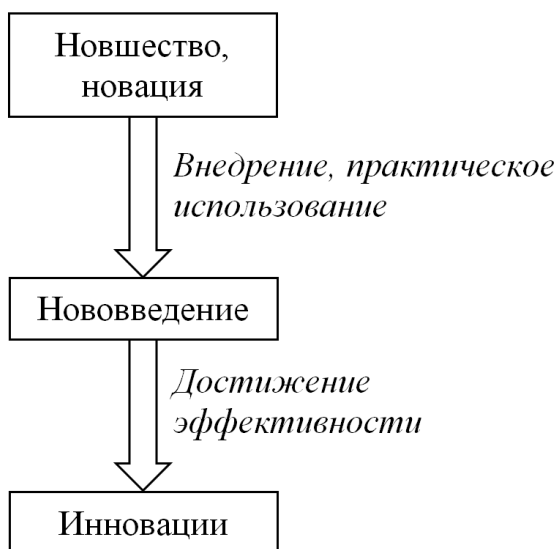 Новшество,
новация
Внедрение, практическое
использование
Нововведение
Достижение
эффективности
Инновации